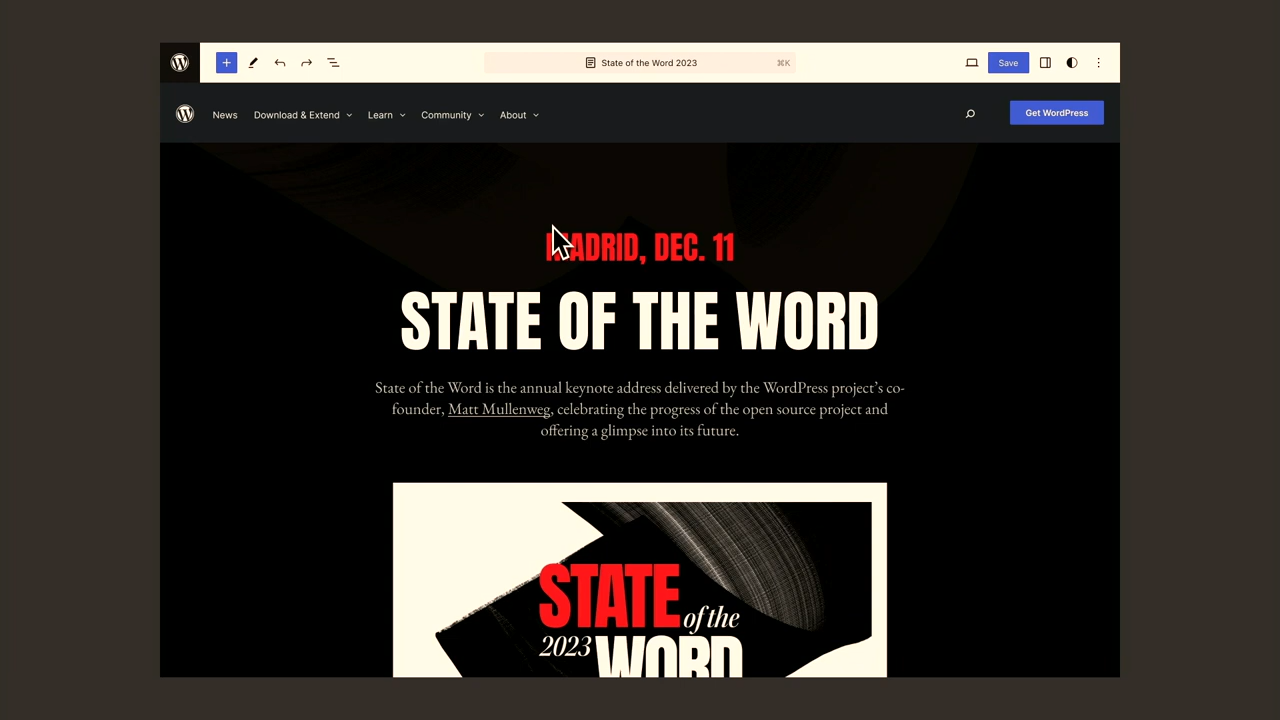 State of the Word 2023
⌘K
Save
News
Download & Extend
Learn
Community
About
Get WordPress
MADRID, DEC. 11
STATE OF THE WORD
State of the Word is the annual keynote address delivered by the WordPress project’s co-
founder, Matt Mullenweg, celebrating the progress of the open source project and
offering a glimpse into its future.
STATE
of the
2023
WORD